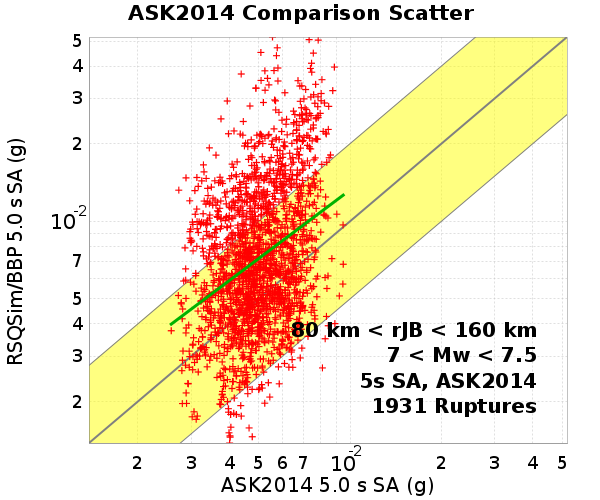 ASK2014 Comparison Scatter
RSQSim/BBP 5.0 s SA (g)
5
4
3
2
10-2
7
5
4
3
2
80 km < rJB < 160 km
7 < Mw < 7.5
5s SA, ASK2014
1931 Ruptures
2 3 4 5 6 7 10-2 2 3 4 5
ASK2014 5.0 s SA (g)